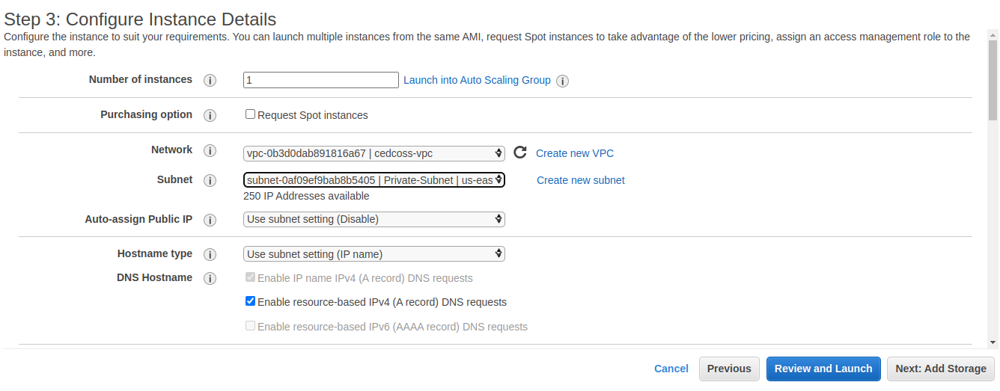 Step 3: Configure Instance Details
Configure the instance to suit your requirements. You can launch multiple instances from the same AMI, request Spot instances to take advantage of the lower pricing, assign an access management role to the
instance, and more.
Number of instances i 1 Launch into Auto Scaling Group i
Purchasing option i Request Spot instances
Network i vpc-0b3d0dab891816a67 | cedcoss-vpc Create new VPC
Subnet i subnet-0af09ef9bab8b5405 | Private-Subnet | us-eas Create new subnet
250 IP Addresses available
Auto-assign Public IP i Use subnet setting (Disable)
Hostname type i Use subnet setting (IP name)
DNS Hostname i Enable IP name IPv4 (A record) DNS requests
Enable resource-based IPv4 (A record) DNS requests
Enable resource-based IPv6 (AAAA record) DNS requests
Cancel Previous Review and Launch Next: Add Storage